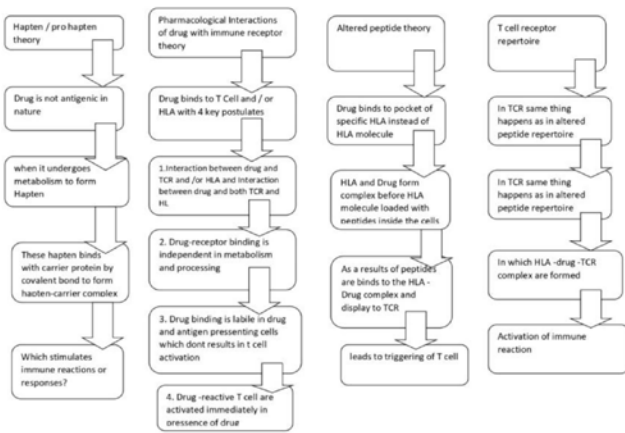 Hapten / pro-hapten
theory
Drug is not antigenic in
nature
when it undergoes
metabolism to form
Hapten
These hapten binds
with carrier protein by
covalent bond to form
hapten-carrier complex
Which stimulates
immune reactions or
responses?
Pharmacological Interactions
of drug with immune receptor
theory
Drug binds to T Cell and / or
HLA with 4 key postulates
1.Interaction between drug and
TCR and /or HLA and Interaction
between drug and both TCR and
HL
2. Drug-receptor binding is
independent in metabolism
and processing
3. Drug binding is labile in drug
and antigen pressenting cells
which dont results in t cell
activation
4. Drug -reactive T cell are
activated immediately in
pressence of drug
Altered peptide theory
Drug binds to pocket of
specific HLA instead of
HLA molecule
HLA and Drug form
complex before HLA
molecule loaded with
peptides inside the cells
As a results of peptides
are binds to the HLA -
Drug complex and
display to TCR
leads to triggering of T cell
T cell receptor
repertoire
In TCR same thing
happens as in altered
peptide repertoire
In TCR same thing
happens as in altered
peptide repertoire
In which HLA -drug -TCR
complex are formed
Activation of immune
reaction